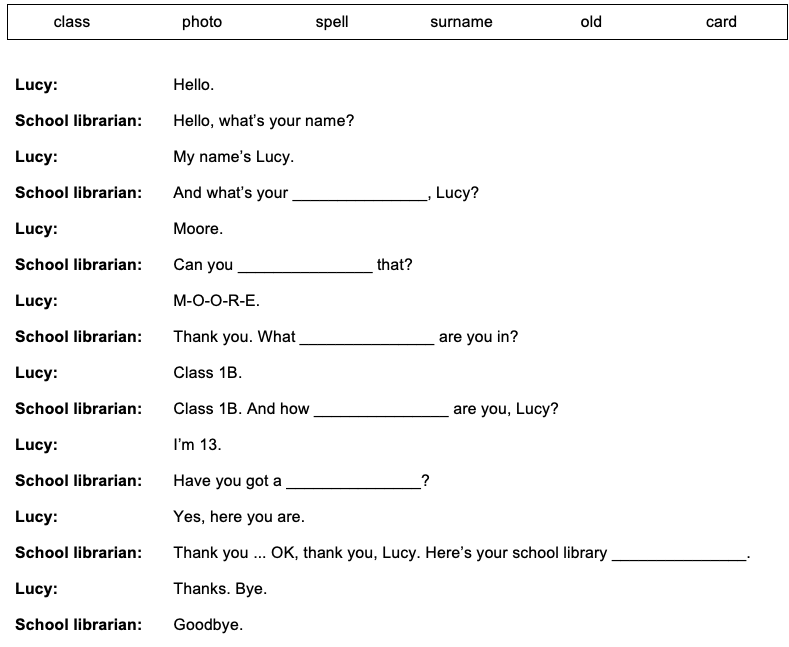 class photo spell surname old card
Lucy: Hello.
School librarian: Hello, what’s your name?
Lucy: My name’s Lucy.
School librarian: And what’s your _______________, Lucy?
Lucy: Moore.
School librarian: Can you _______________ that?
Lucy: M-O-O-R-E.
School librarian: Thank you. What _______________ are you in?
Lucy: Class 1B.
School librarian: Class 1B. And how _______________ are you, Lucy?
Lucy: I’m 13.
School librarian: Have you got a _______________?
Lucy: Yes, here you are.
School librarian: Thank you ... OK, thank you, Lucy. Here’s your school library _______________.
Lucy: Thanks. Bye.
School librarian: Goodbye.